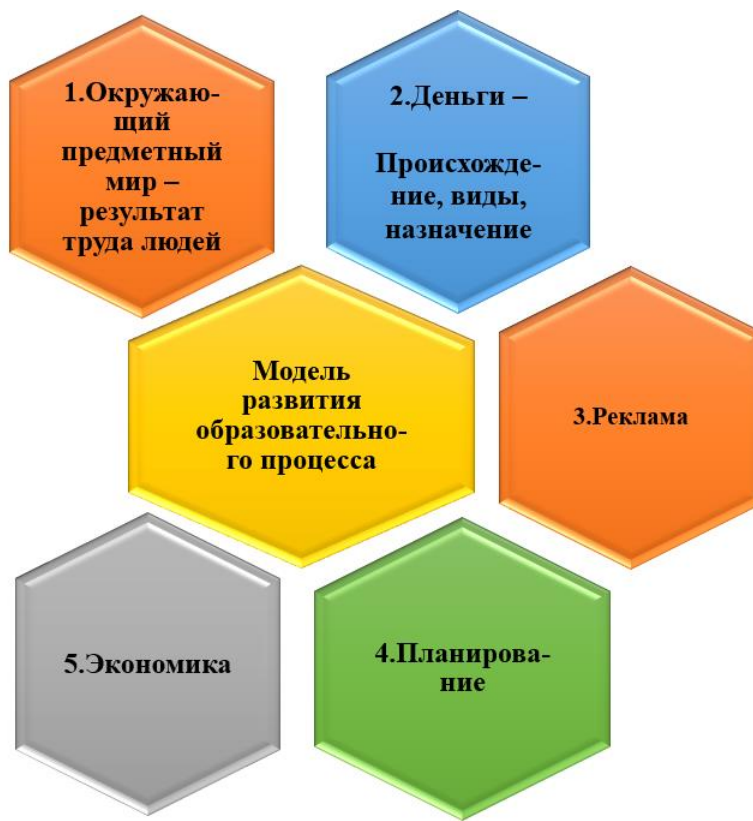 1.Окружаю-
щий
предметный
мир –
результат
труда людей
2.Деньги –
Происхожде-
ние, виды,
назначение
Модель
развития
образовательно-
го процесса
3.Реклама
5.Экономика
4.Планирова-
ние